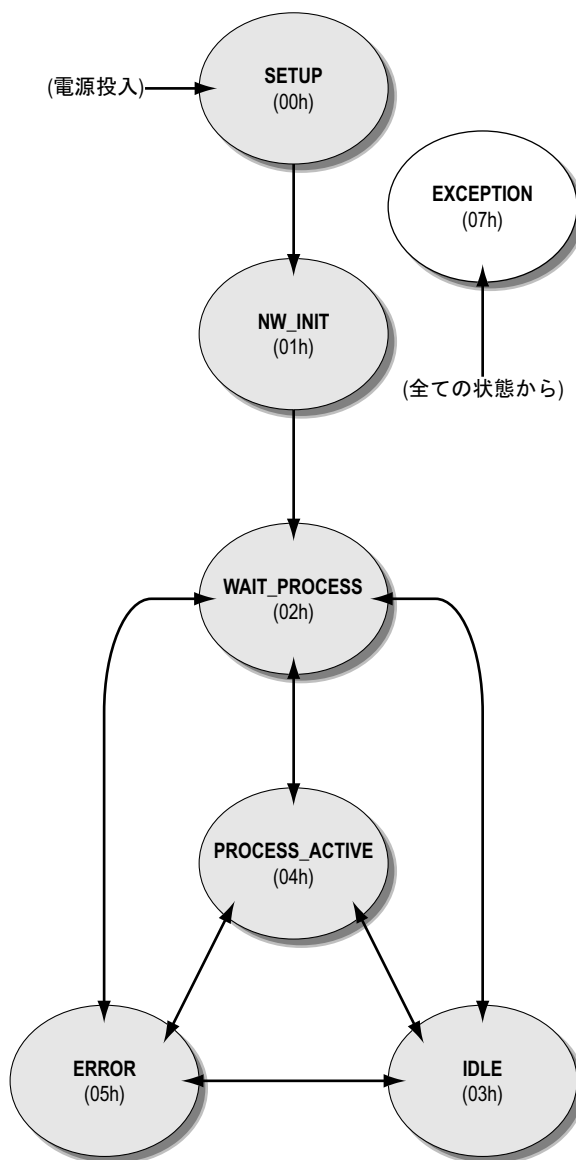 SETUP
(00h)
(電源投入)
EXCEPTION
(07h)
(全ての状態から)
NW_INIT
(01h)
WAIT_PROCESS
(02h)
PROCESS_ACTIVE
(04h)
ERROR
(05h)
IDLE
(03h)